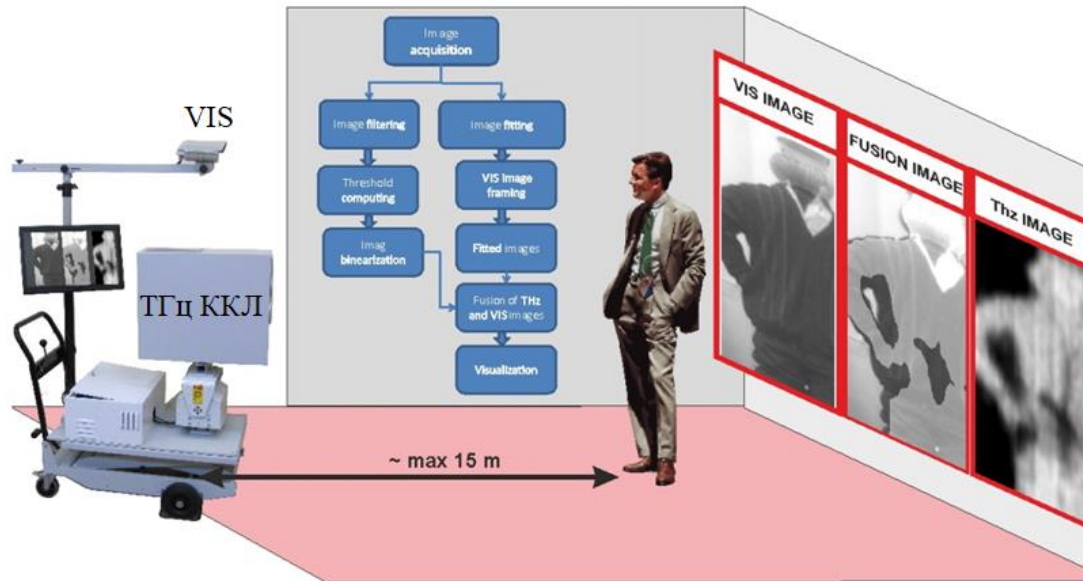 VIS
ТГц ККЛ
Image
acquisition
Image filtering
Image fitting
Threshold
computing
VIS Image
framing
Imag
binearization
Fitted images
Fusion of THz
and VIS images
Visualization
~ max 15 m
VIS IMAGE
FUSION IMAGE
Thz IMAGE